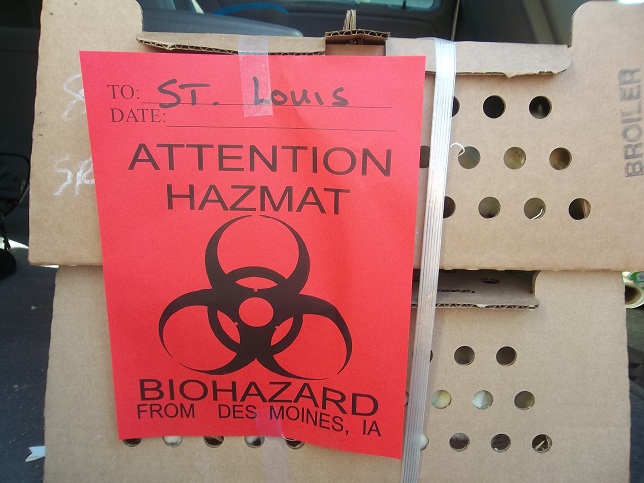 TO: ST. LOUIS
DATE:
ATTENTION
HAZMAT
BIOHAZARD
FROM DES MOINES, IA
BROILER